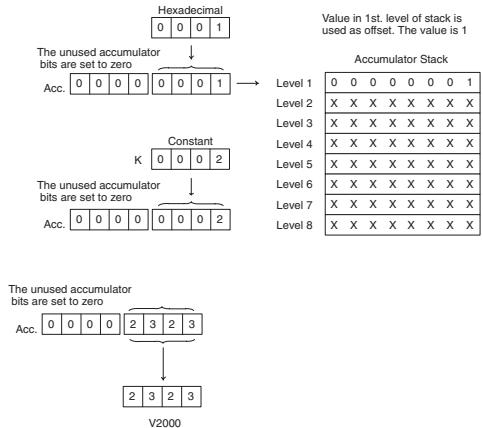 Hexadecimal
0 0 0 1
The unused accumulator
bits are set to zero
Acc. 0 0 0 0 0 0 0 1
Constant
K 0 0 0 2
The unused accumulator
bits are set to zero
Acc. 0 0 0 0 0 0 0 2
Value in 1st. level of stack is
used as offset. The value is 1
Accumulator Stack
Level 1 0 0 0 0 0 0 0 1
Level 2 X X X X X X X X
Level 3 X X X X X X X X
Level 4 X X X X X X X X
Level 5 X X X X X X X X
Level 6 X X X X X X X X
Level 7 X X X X X X X X
Level 8 X X X X X X X X
The unused accumulator
bits are set to zero
Acc. 0 0 0 0 2 3 2 3
2 3 2 3
V2000